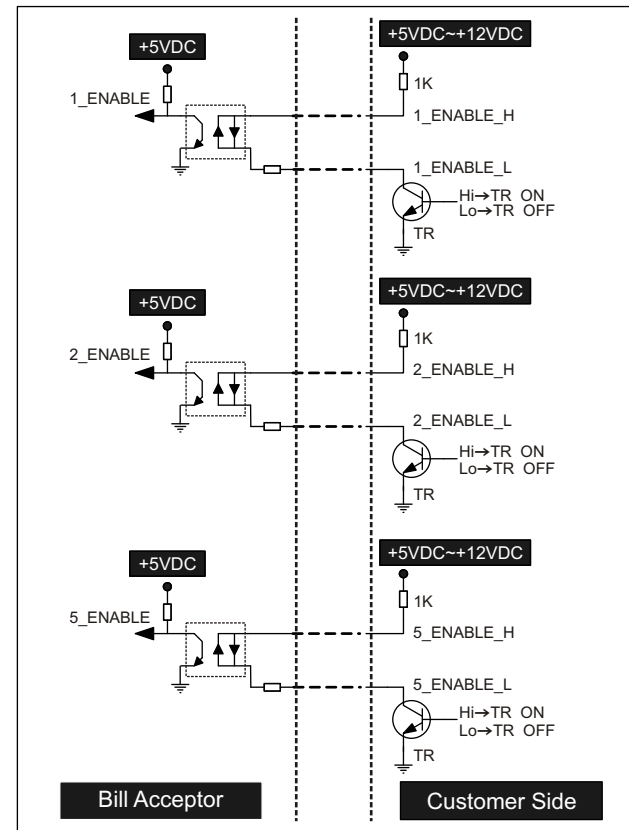 +5VDC
+5VDC~+12VDC
1K
1_ENABLE
1_ENABLE_H
1_ENABLE_L
Hi→TR ON
Lo→TR OFF
TR
+5VDC
+5VDC~+12VDC
1K
2_ENABLE
2_ENABLE_H
2_ENABLE_L
Hi→TR ON
Lo→TR OFF
TR
+5VDC
+5VDC~+12VDC
1K
5_ENABLE
5_ENABLE_H
5_ENABLE_L
Hi→TR ON
Lo→TR OFF
TR
Bill Acceptor
Customer Side